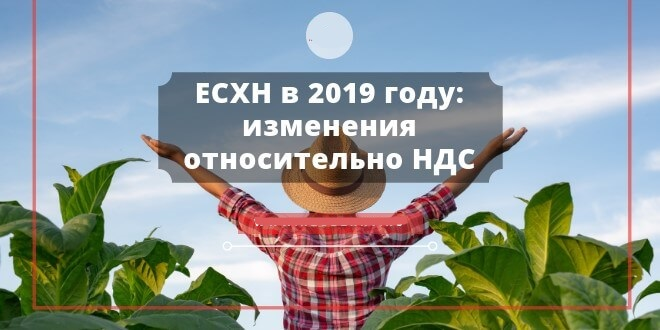 ЕСХН в 2019 году:
изменения
относительно НДС